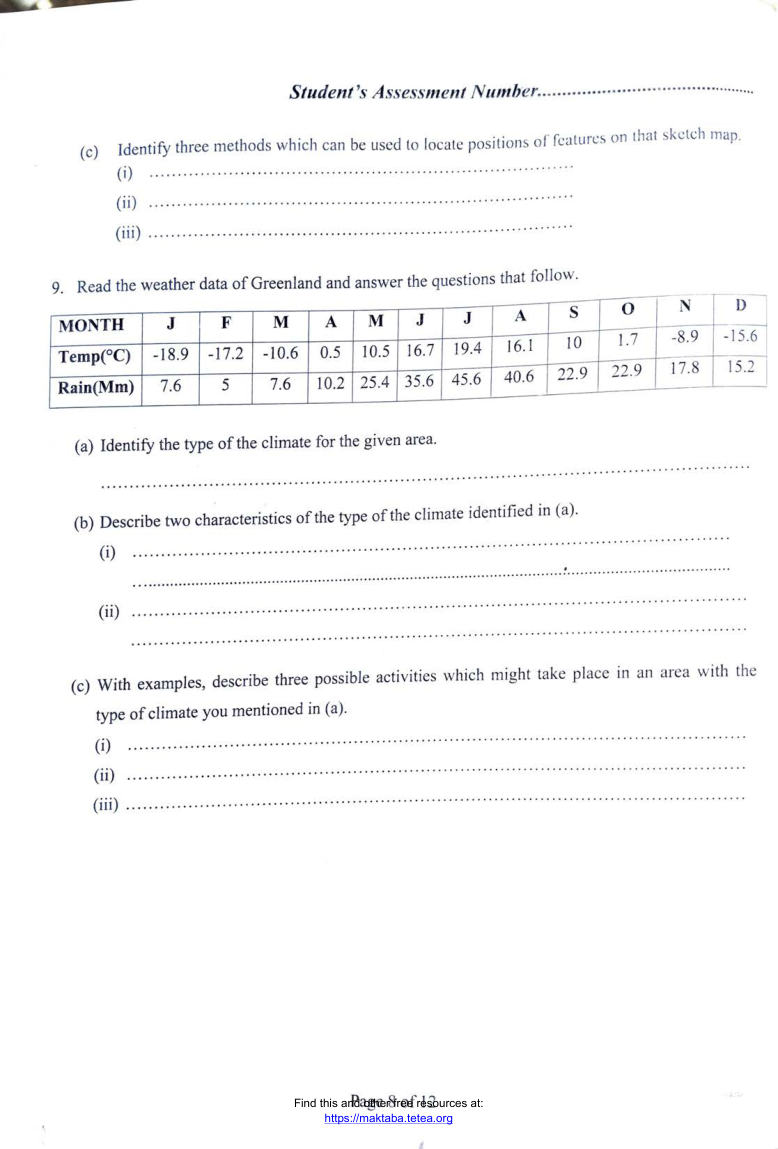 Student's Assessment Number..................................................
(c) Identify three methods which can be used to locate positions of features on that sketch map.
(i) ..................................................
(ii) ..................................................
(iii) ..................................................
9. Read the weather data of Greenland and answer the questions that follow.
MONTH J F M A M J J A S O N D
Temp(°C) -18.9 -17.2 -10.6 0.5 10.5 16.7 19.4 16.1 10 1.7 -8.9 -15.6
Rain(Mm) 7.6 5 7.6 10.2 25.4 35.6 45.6 40.6 22.9 22.9 17.8 15.2
(a) Identify the type of the climate for the given area.
..................................................
(b) Describe two characteristics of the type of the climate identified in (a).
(i) ..................................................
..................................................
(ii) ..................................................
..................................................
(c) With examples, describe three possible activities which might take place in an area with the
type of climate you mentioned in (a).
(i) ..................................................
(ii) ..................................................
(iii) ..................................................
Page 8 of 12
Find this and other free resources at:
https://maktaba.tetea.org